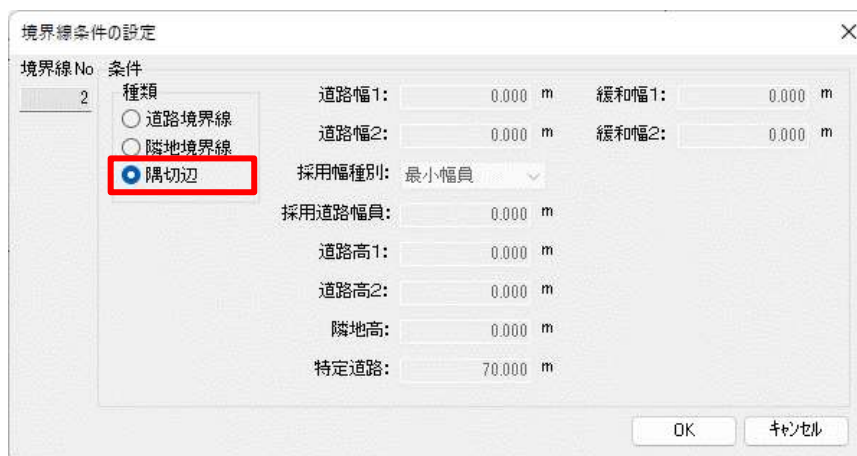 境界線条件の設定
境界線No 条件
2 種類
道路境界線
隣地境界線
隅切辺
道路幅1: 0.000 m 緩和幅1: 0.000 m
道路幅2: 0.000 m 緩和幅2: 0.000 m
採用幅種別: 最小幅員
採用道路幅員: 0.000 m
道路高1: 0.000 m
道路高2: 0.000 m
隣地高: 0.000 m
特定道路: 70.000 m
OK キャンセル